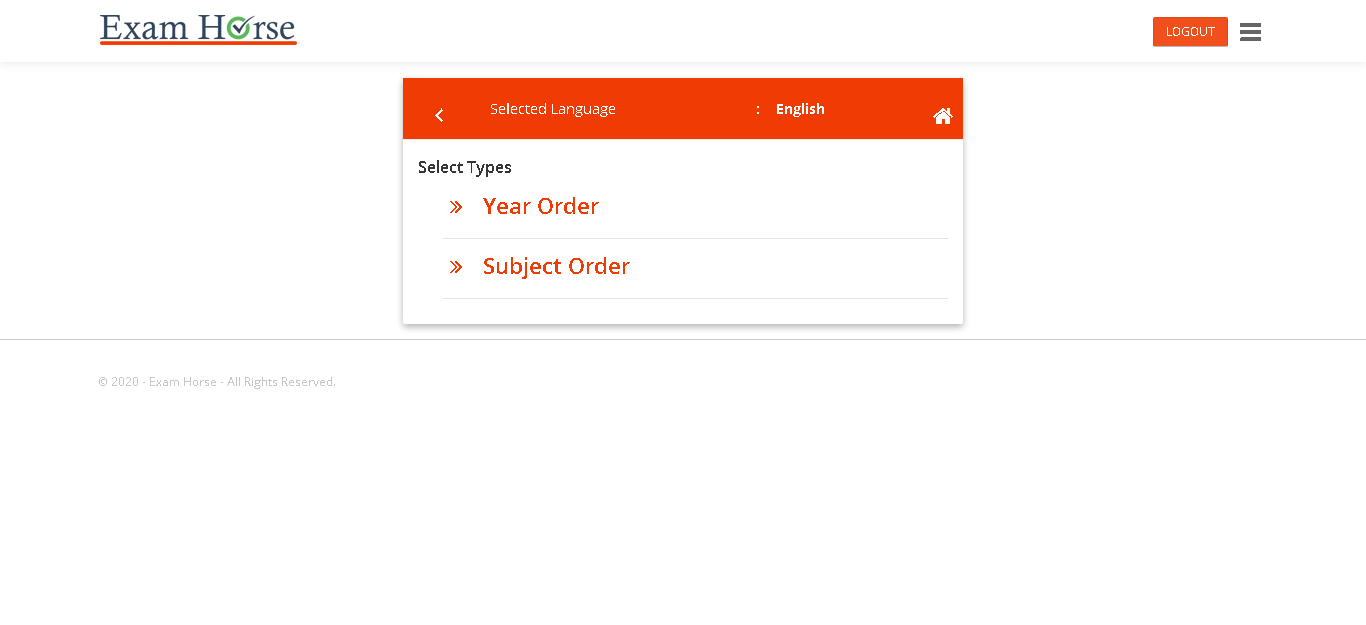 Exam Horse
LOGOUT
Selected Language : English
Select Types
Year Order
Subject Order
© 2020 - Exam Horse - All Rights Reserved.